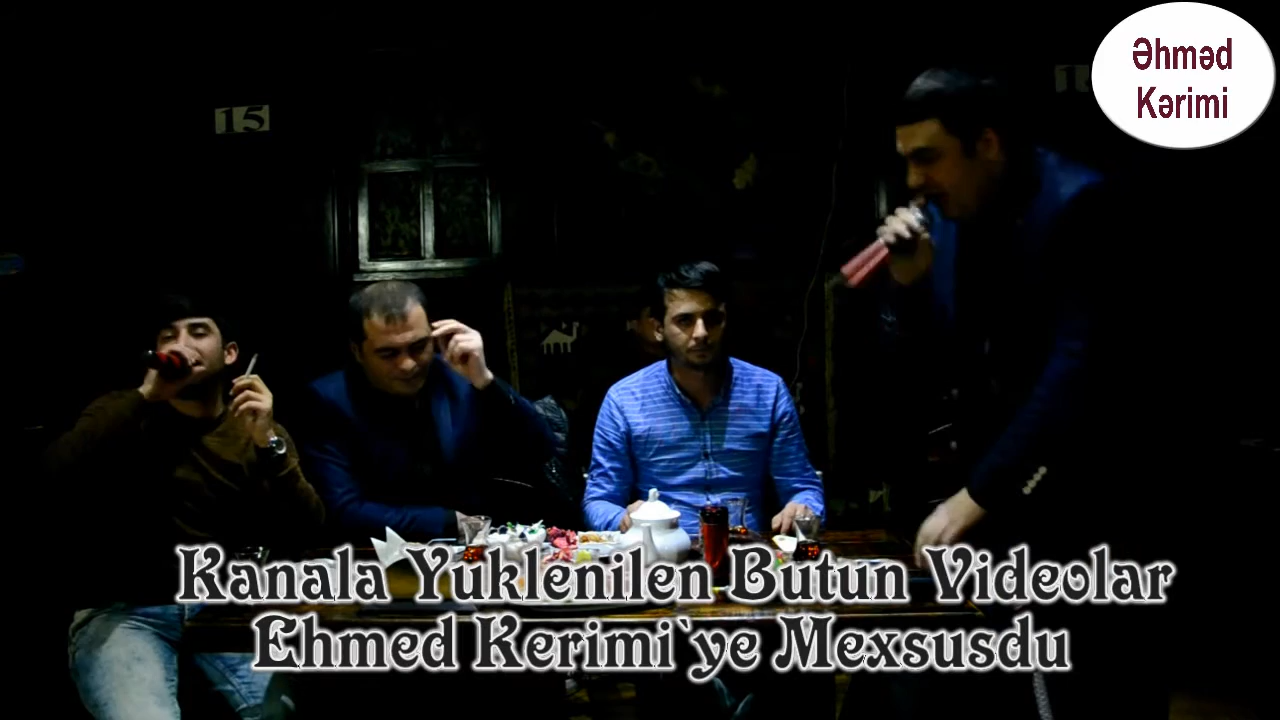 Əhməd
Kərimi
15
Kanala Yuklenilen Butun Videolar
Ehmed Kerimi`ye Mexsusdu